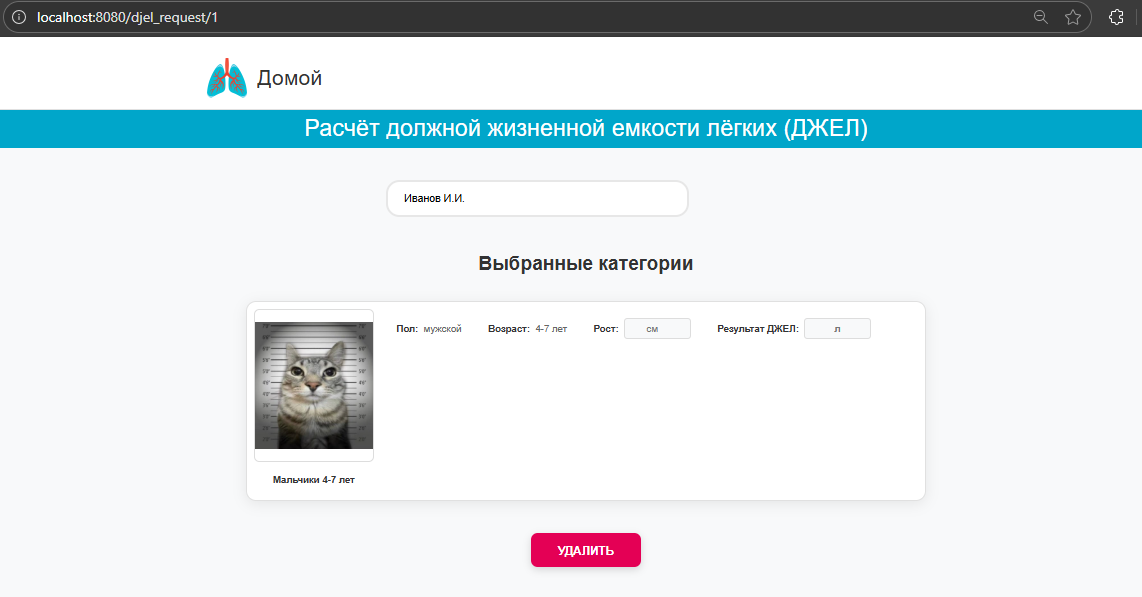 localhost:8080/djel_request/1
Домой
Расчёт должной жизненной емкости лёгких (ДЖЕЛ)
Иванов И.И.
Выбранные категории
Пол: мужской Возраст: 4-7 лет Рост: см Результат ДЖЕЛ: л
Мальчики 4-7 лет
УДАЛИТЬ